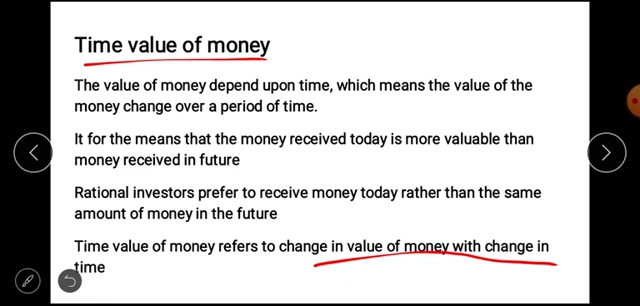 Time value of money
The value of money depend upon time, which means the value of the
money change over a period of time.
It for the means that the money received today is more valuable than
money received in future
Rational investors prefer to receive money today rather than the same
amount of money in the future
Time value of money refers to change in value of money with change in
time